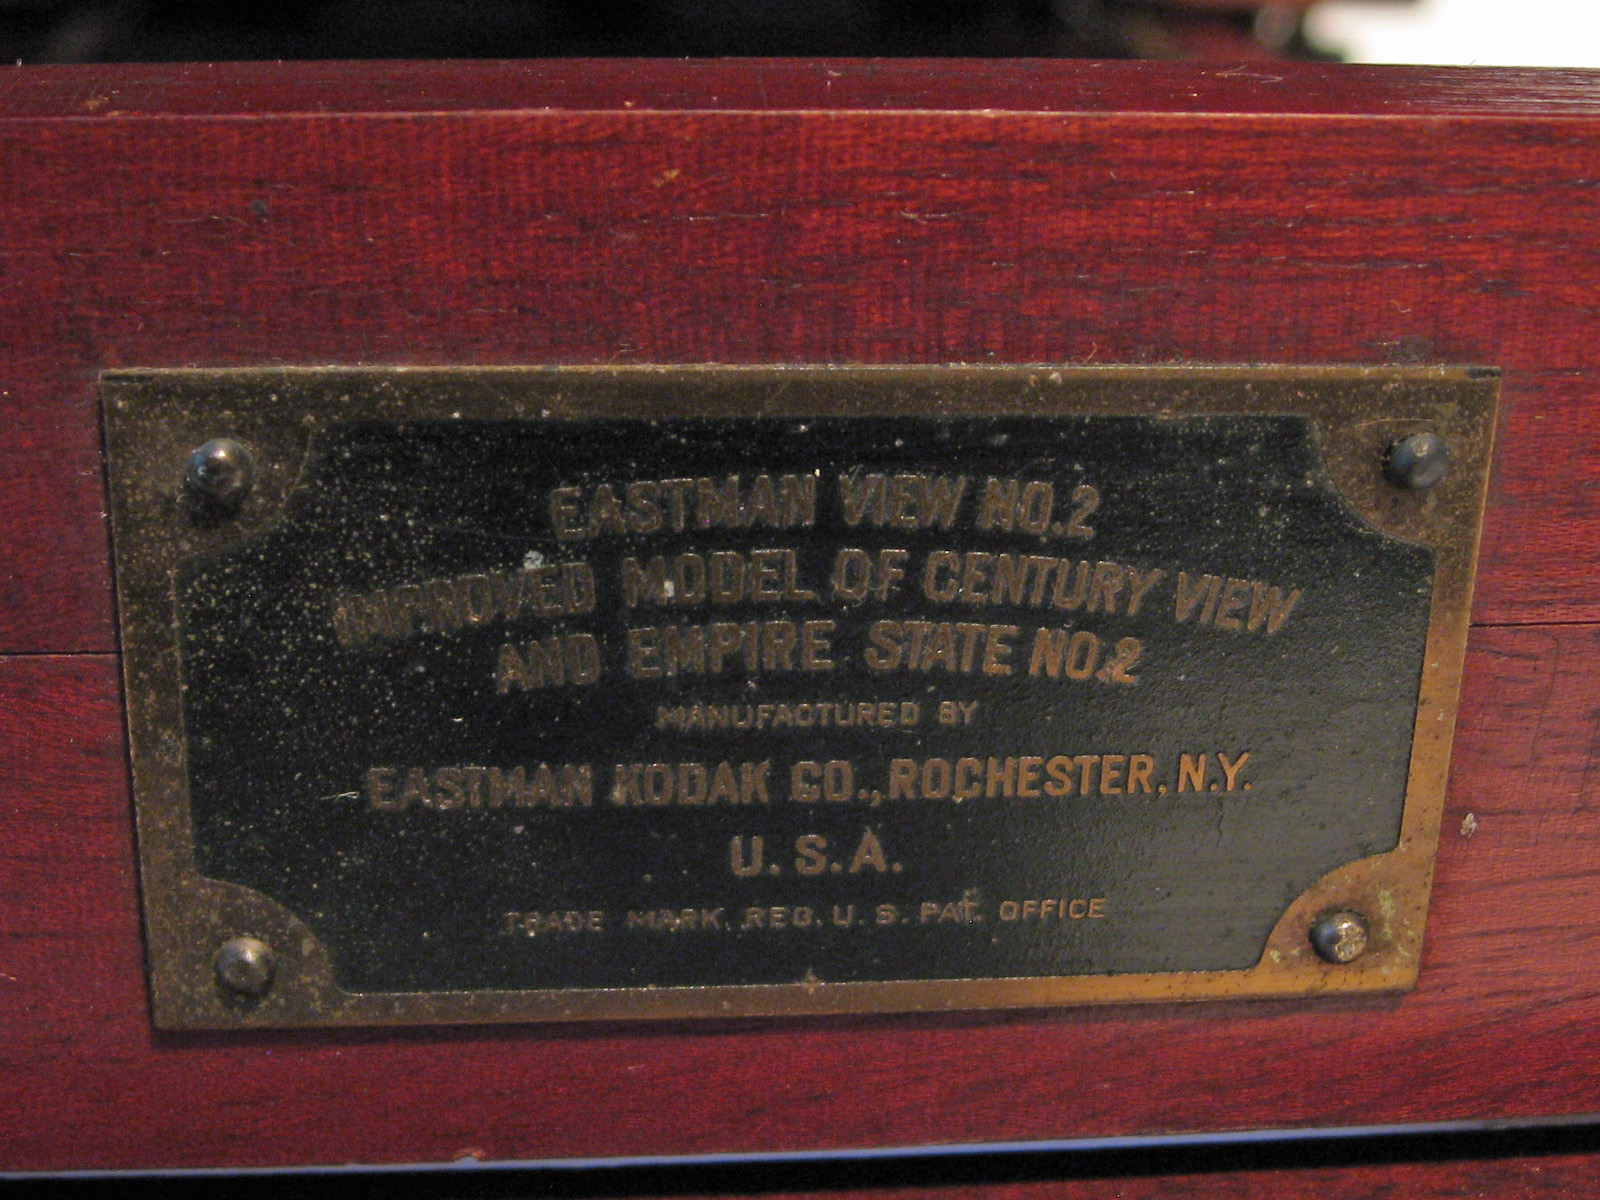 EASTMAN VIEW NO.2
IMPROVED MODEL OF CENTURY VIEW
AND EMPIRE STATE NO.2
MANUFACTURED BY
EASTMAN KODAK CO., ROCHESTER, N.Y.
U.S.A.
TRADE MARK REG. U. S. PAT. OFFICE